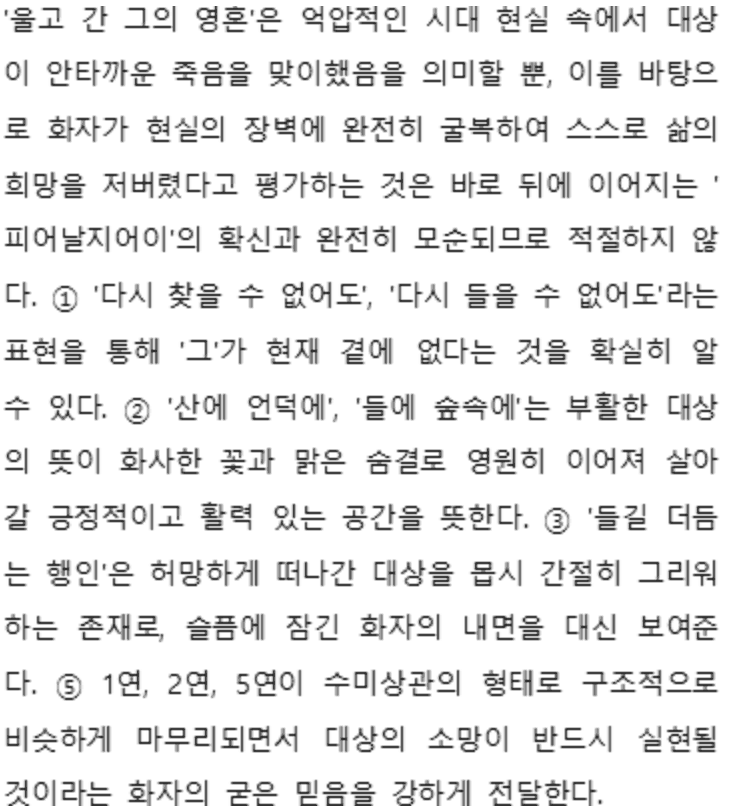 '울고 간 그의 영혼'은 억압적인 시대 현실 속에서 대상
이 안타까운 죽음을 맞이했음을 의미할 뿐, 이를 바탕으
로 화자가 현실의 장벽에 완전히 굴복하여 스스로 삶의
희망을 저버렸다고 평가하는 것은 바로 뒤에 이어지는 '
피어날지어이'의 확신과 완전히 모순되므로 적절하지 않
다. ① '다시 찾을 수 없어도', '다시 들을 수 없어도'라는
표현을 통해 '그'가 현재 곁에 없다는 것을 확실히 알
수 있다. ② '산에 언덕에', '들에 숲속에'는 부활한 대상
의 뜻이 화사한 꽃과 맑은 숨결로 영원히 이어져 살아
갈 긍정적이고 활력 있는 공간을 뜻한다. ③ '들길 더듬
는 행인'은 허망하게 떠나간 대상을 몹시 간절히 그리워
하는 존재로, 슬픔에 잠긴 화자의 내면을 대신 보여준
다. ⑤ 1연, 2연, 5연이 수미상관의 형태로 구조적으로
비슷하게 마무리되면서 대상의 소망이 반드시 실현될
것이라는 화자의 굳은 믿음을 강하게 전달한다.